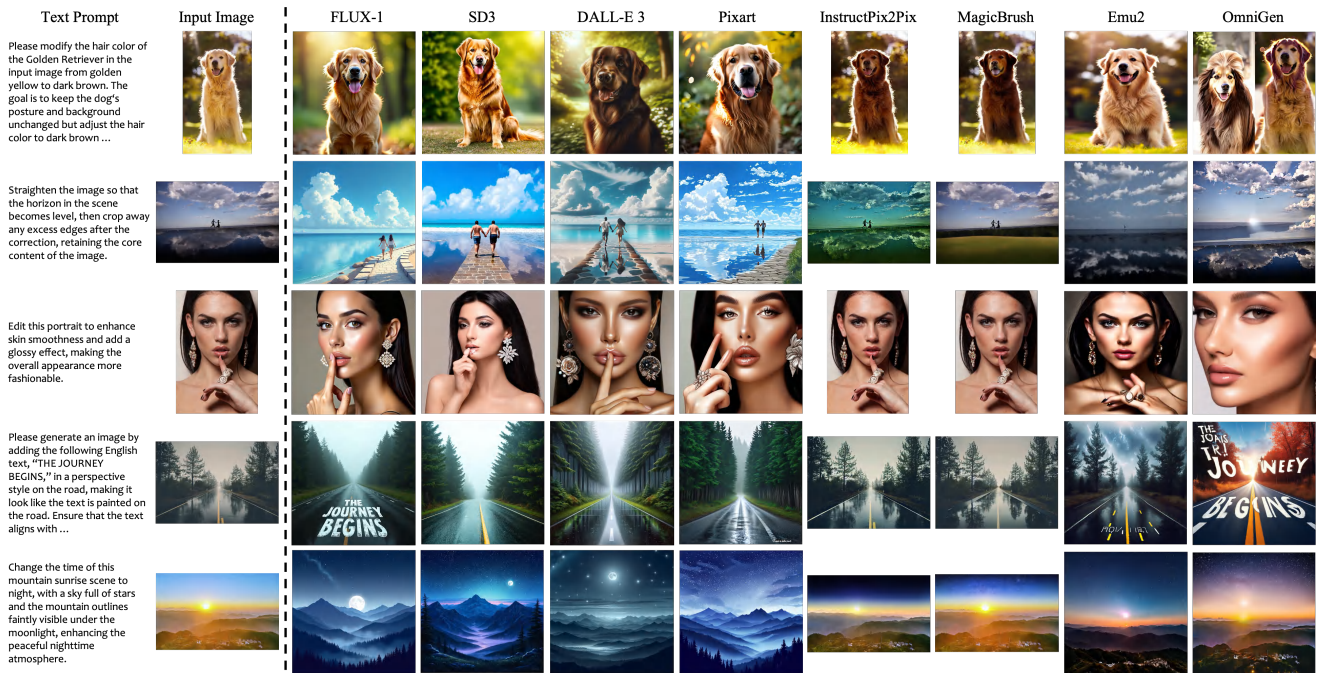 Text Prompt
Input Image
FLUX-1
SD3
DALL-E 3
Pixart
InstructPix2Pix
MagicBrush
Emu2
OmniGen
Please modify the hair color of
the Golden Retriever in the
input image from golden
yellow to dark brown. The
goal is to keep the dog's
posture and background
unchanged but adjust the hair
color to dark brown ...
Straighten the image so that
the horizon in the scene
becomes level, then crop away
any excess edges after the
correction, retaining the core
content of the image.
Edit this portrait to enhance
skin smoothness and add a
glossy effect, making the
overall appearance more
fashionable.
Please generate an image by
adding the following English
text, "THE JOURNEY
BEGINS," in a perspective
style on the road, making it
look like the text is painted on
the road. Ensure that the text
aligns with ...
THE
JOURNEY
BEGINS
THE
JOAIS
JOURNEEY
BEGINS
Change the time of this
mountain sunrise scene to
night, with a sky full of stars
and the mountain outlines
faintly visible under the
moonlight, enhancing the
peaceful nighttime
atmosphere.